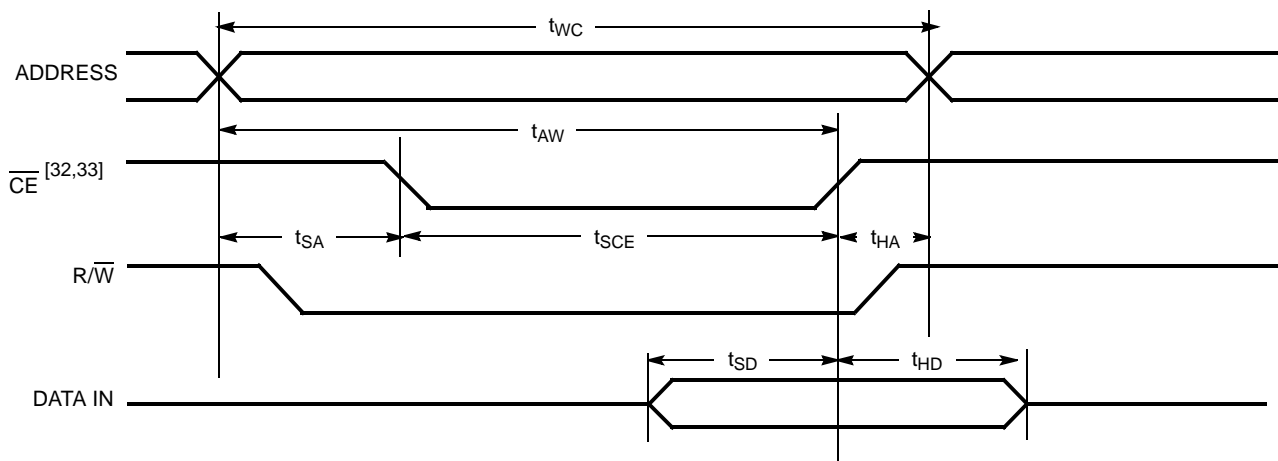 tWC
ADDRESS
tAW
CE [32,33]
tSA
tSCE
tHA
R/W
tSD
tHD
DATA IN